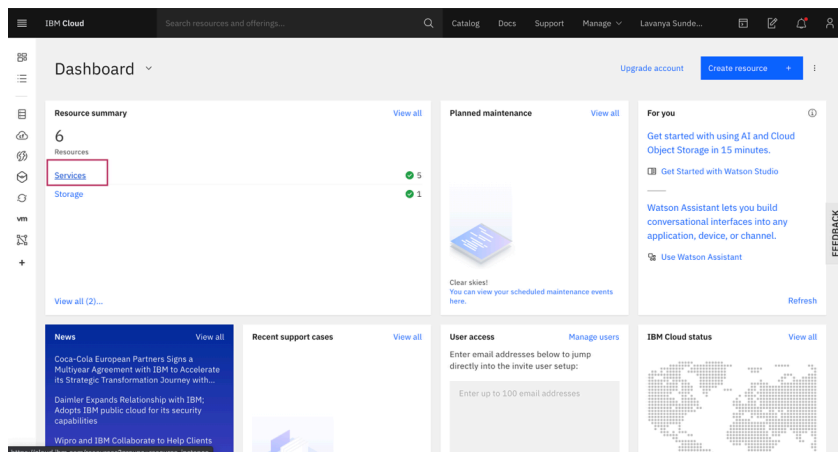 IBM Cloud
Search resources and offerings...
Catalog
Docs
Support
Manage
Lavanya Sunde...
Dashboard
Upgrade account
Create resource +
Resource summary
View all
6
Resources
Services
5
Storage
1
View all (2)...
Planned maintenance
View all
Clear skies!
You can view your scheduled maintenance events
here.
For you
Get started with using AI and Cloud
Object Storage in 15 minutes.
Get Started with Watson Studio
Watson Assistant lets you build
conversational interfaces into any
application, device, or channel.
Use Watson Assistant
Refresh
FEEDBACK
vm
News
View all
Coca-Cola European Partners Signs a
Multiyear Agreement with IBM to Accelerate
its Strategic Transformation Journey with...
Daimler Expands Relationship with IBM;
Adopts IBM public cloud for its security
capabilities
Wipro and IBM Collaborate to Help Clients
Recent support cases
View all
User access
Manage users
Enter email addresses below to jump
directly into the invite user setup:
Enter up to 100 email addresses
IBM Cloud status
View all